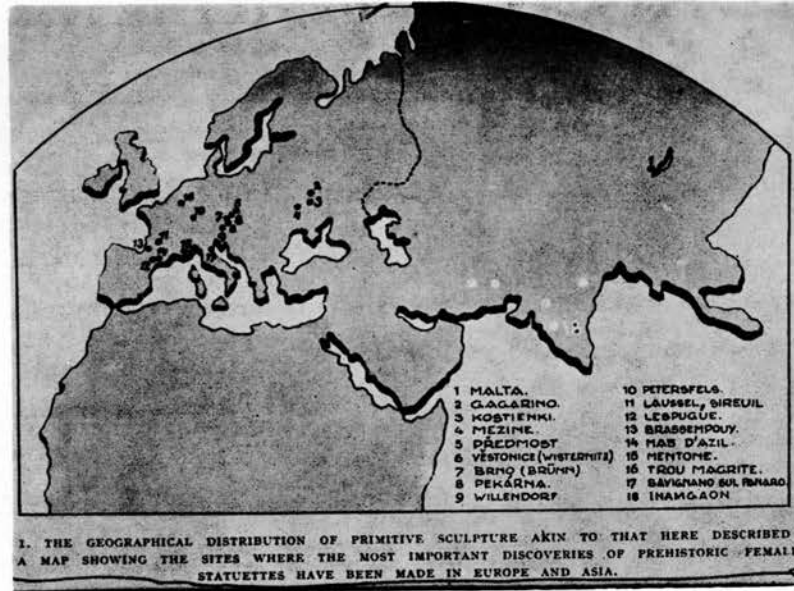 1 MALTA.
2 GAGARINO.
3 KOSTIENKI.
4 MEZINE.
5 PŘEDMOST
6 VĚSTONICE (WISTERNITZ)
7 BRNO (BRÜNN)
8 PEKÁRNA.
9 WILLENDORF
10 PETERSFELS.
11 LAUSSEL, SIREUIL
12 LESPUGUE.
13 BRASSEMPOUY.
14 MAS D'AZIL.
15 MENTONE.
16 TROU MAGRITE.
17 SAVIGNANO SUL PANARO.
18 INAMGAON
1. THE GEOGRAPHICAL DISTRIBUTION OF PRIMITIVE SCULPTURE AKIN TO THAT HERE DESCRIBED
A MAP SHOWING THE SITES WHERE THE MOST IMPORTANT DISCOVERIES OF PREHISTORIC FEMAL
STATUETTES HAVE BEEN MADE IN EUROPE AND ASIA.